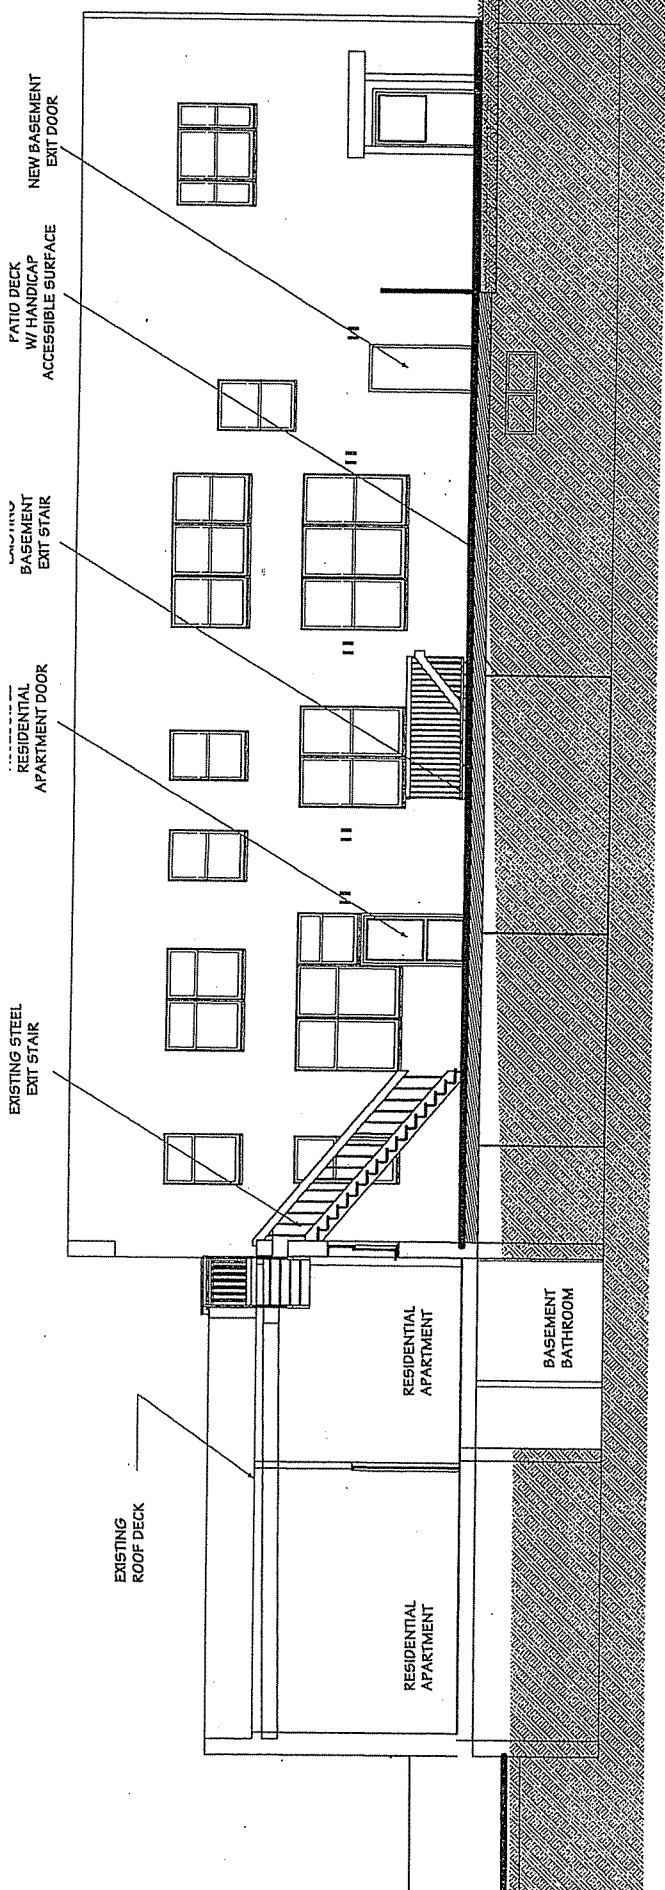 NEW BASEMENT
EXIT DOOR
PATIO DECK
W/ HANDICAP
ACCESSIBLE SURFACE
EXISTING
BASEMENT
EXIT STAIR
RESIDENTIAL
APARTMENT DOOR
EXISTING STEEL
EXIT STAIR
EXISTING
ROOF DECK
RESIDENTIAL
APARTMENT
RESIDENTIAL
APARTMENT
BASEMENT
BATHROOM